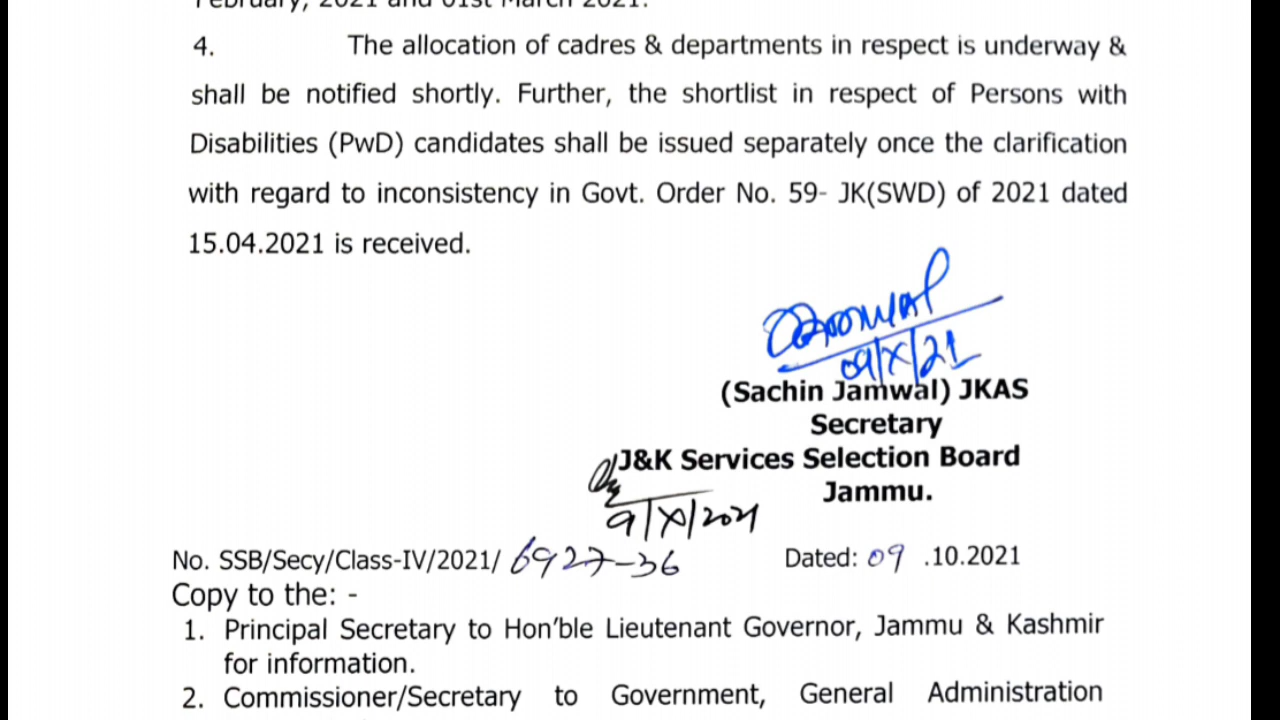 February, 2021 and 01st March 2021.
4. The allocation of cadres & departments in respect is underway &
shall be notified shortly. Further, the shortlist in respect of Persons with
Disabilities (PwD) candidates shall be issued separately once the clarification
with regard to inconsistency in Govt. Order No. 59- JK(SWD) of 2021 dated
15.04.2021 is received.
09/X/21
(Sachin Jamwal) JKAS
Secretary
J&K Services Selection Board
Jammu.
9/X/2021
No. SSB/Secy/Class-IV/2021/ 6927-36 Dated: 09 .10.2021
Copy to the: -
1. Principal Secretary to Hon'ble Lieutenant Governor, Jammu & Kashmir
for information.
2. Commissioner/Secretary to Government, General Administration